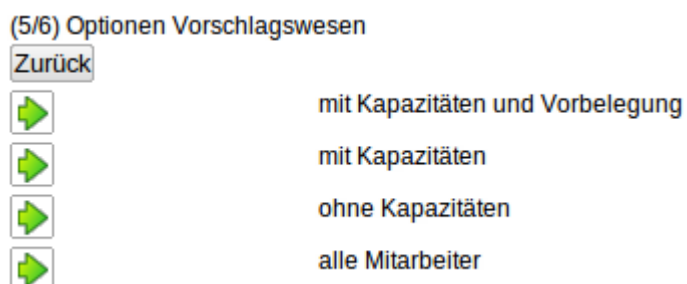 (5/6) Optionen Vorschlagswesen
Zurück
mit Kapazitäten und Vorbelegung
mit Kapazitäten
ohne Kapazitäten
alle Mitarbeiter